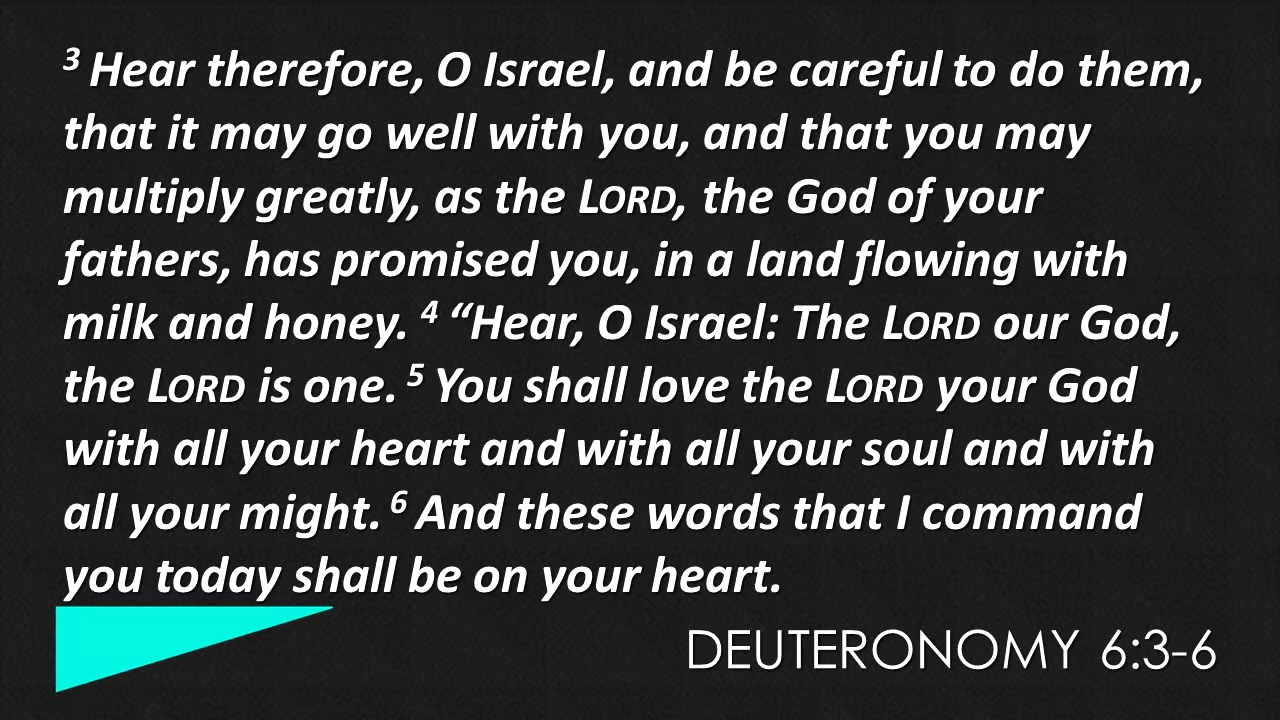 ³ Hear therefore, O Israel, and be careful to do them,
that it may go well with you, and that you may
multiply greatly, as the LORD, the God of your
fathers, has promised you, in a land flowing with
milk and honey. ⁴ “Hear, O Israel: The LORD our God,
the LORD is one. ⁵ You shall love the LORD your God
with all your heart and with all your soul and with
all your might. ⁶ And these words that I command
you today shall be on your heart.
DEUTERONOMY 6:3-6